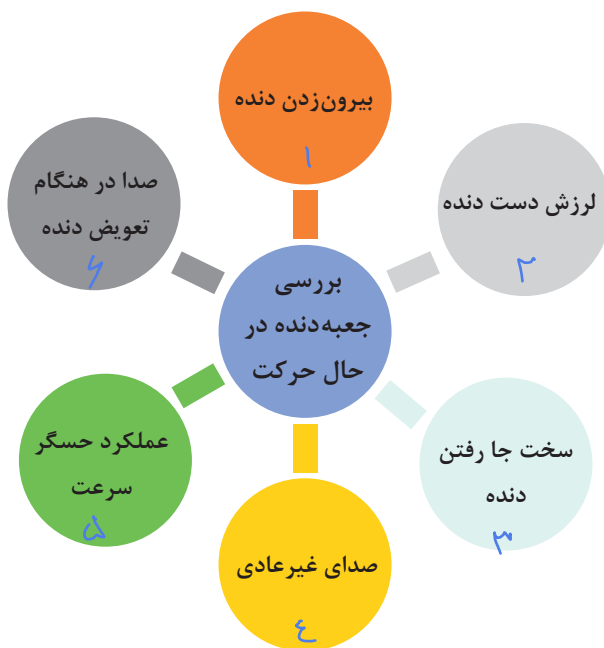 بیرون‌زدن دنده
۱
لرزش دست دنده
۲
سخت جا رفتن
دنده
۳
صدای غیرعادی
٤
عملکرد حسگر
سرعت
۵
صدا در هنگام
تعویض دنده
۶
بررسی
جعبه‌دنده در
حال حرکت